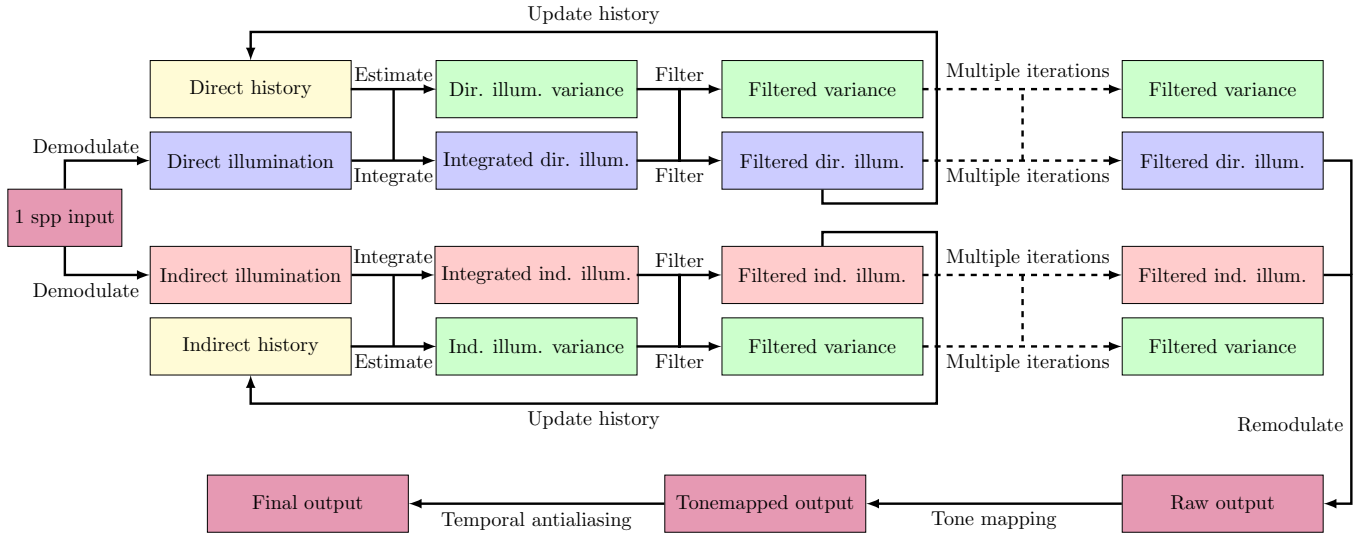 Update history
Direct history
Estimate
Dir. illum. variance
Filter
Filtered variance
Multiple iterations
Filtered variance
Demodulate
Direct illumination
Integrate
Integrated dir. illum.
Filter
Filtered dir. illum.
Multiple iterations
Filtered dir. illum.
1 spp input
Demodulate
Indirect illumination
Integrate
Integrated ind. illum.
Filter
Filtered ind. illum.
Multiple iterations
Filtered ind. illum.
Indirect history
Estimate
Ind. illum. variance
Filter
Filtered variance
Multiple iterations
Filtered variance
Update history
Remodulate
Final output
Temporal antialiasing
Tonemapped output
Tone mapping
Raw output